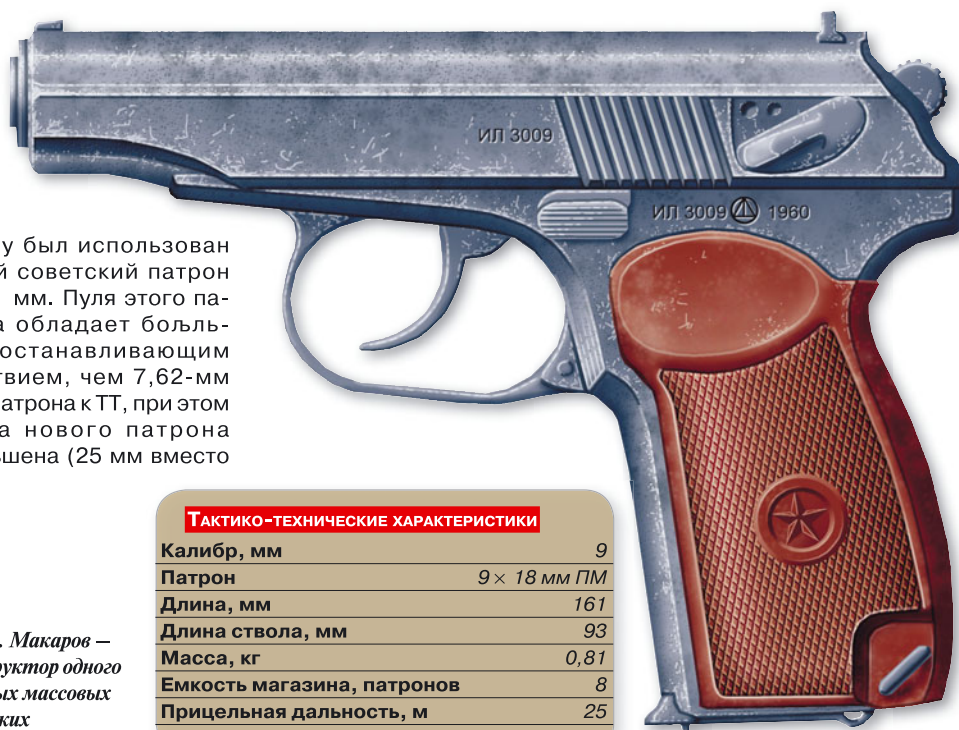 ИЛ 3009
ИЛ 3009 1960
у был использован
й советский патрон
мм. Пуля этого па-
а обладает бољль-
останавливающим
твием, чем 7,62-мм
атрона к ТТ, при этом
а нового патрона
ьшена (25 мм вместо
Тактико-технические характеристики
Калибр, мм 9
Патрон 9 × 18 мм ПМ
Длина, мм 161
Длина ствола, мм 93
Масса, кг 0,81
Емкость магазина, патронов 8
Прицельная дальность, м 25
. Макаров –
руктор одного
ых массовых
ких